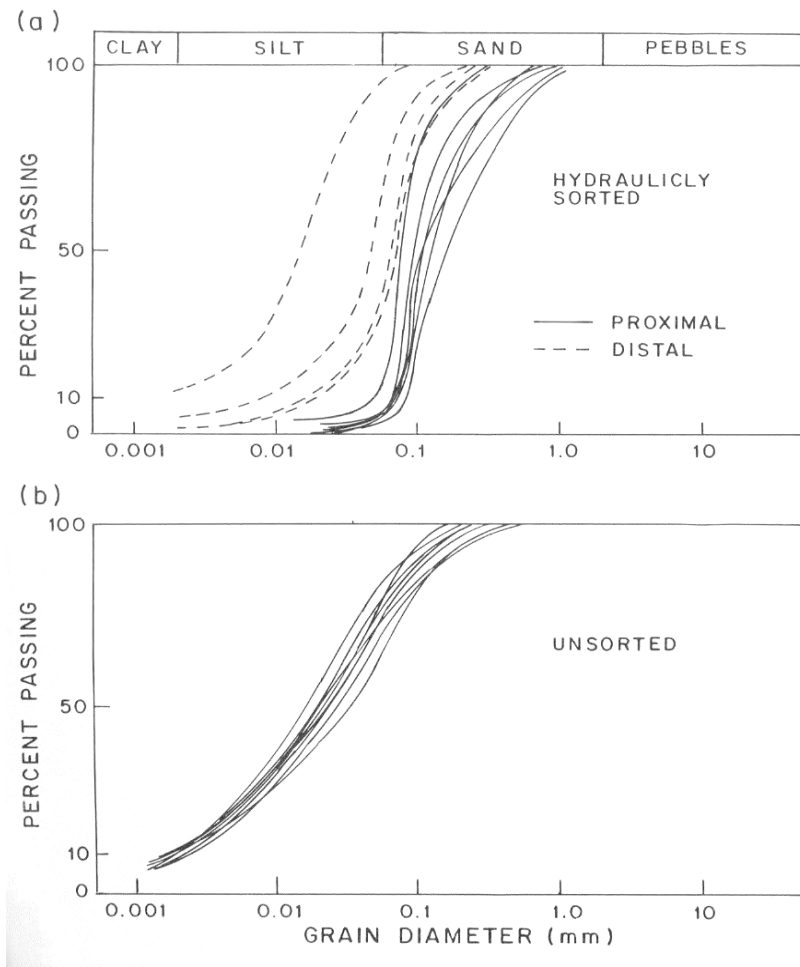 (a)
CLAY SILT SAND PEBBLES
100
50
10
0
PERCENT PASSING
HYDRAULICLY
SORTED
PROXIMAL
DISTAL
0.001 0.01 0.1 1.0 10
(b)
100
50
10
0
PERCENT PASSING
UNSORTED
0.001 0.01 0.1 1.0 10
GRAIN DIAMETER (mm)